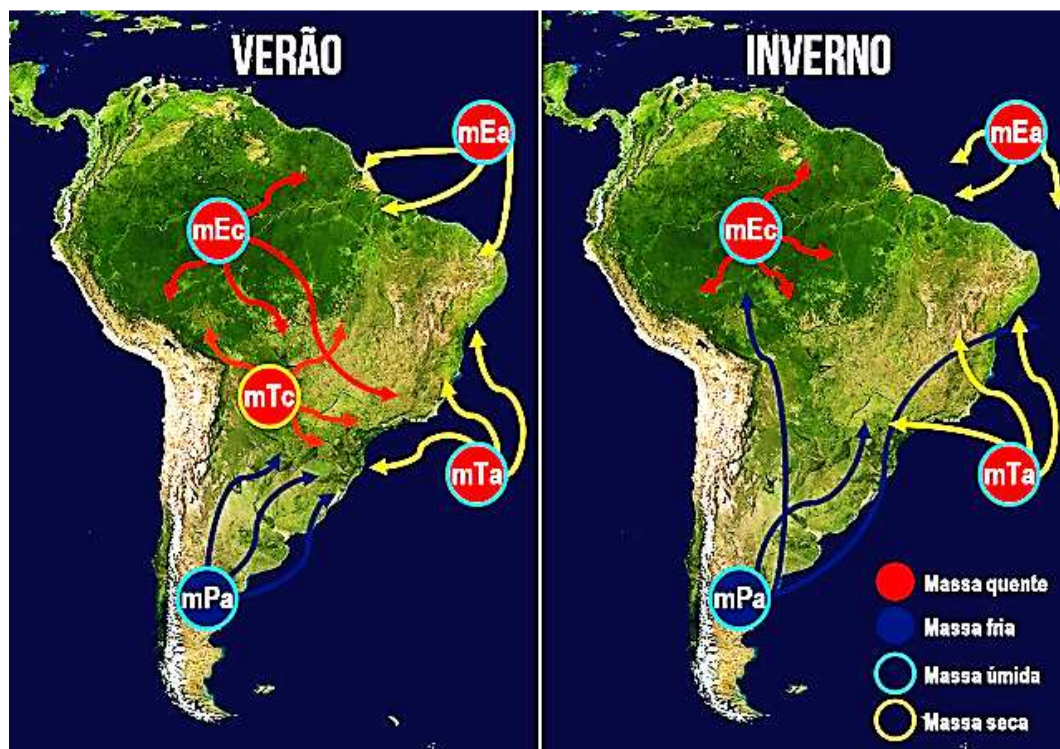 VERÃO
mEa
mEc
mTc
mTa
mPa
INVERNO
mEa
mEc
mTa
mPa
Massa quente
Massa fria
Massa úmida
Massa seca